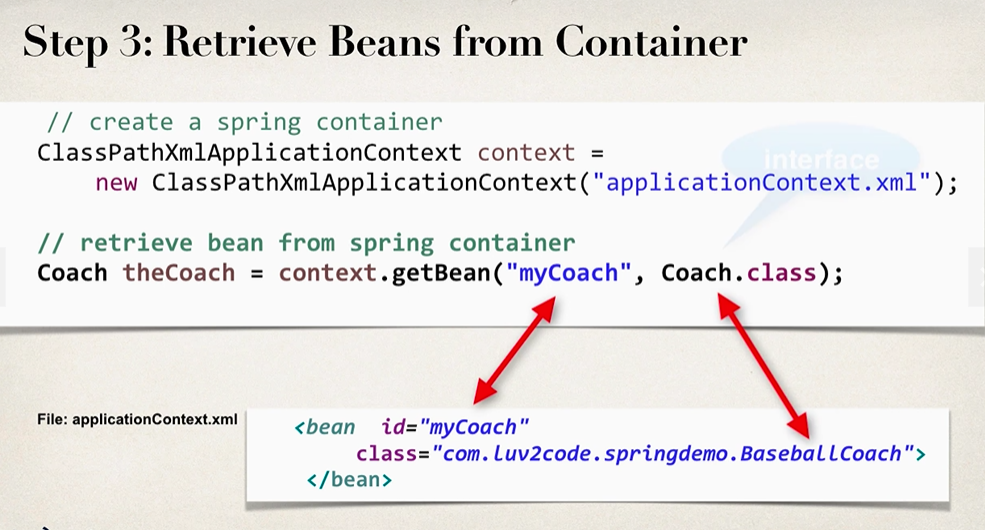 Step 3: Retrieve Beans from Container
// create a spring container
ClassPathXmlApplicationContext context =
new ClassPathXmlApplicationContext("applicationContext.xml");
interface
// retrieve bean from spring container
Coach theCoach = context.getBean("myCoach", Coach.class);
File: applicationContext.xml
<bean id="myCoach"
class="com.luv2code.springdemo.BaseballCoach">
</bean>